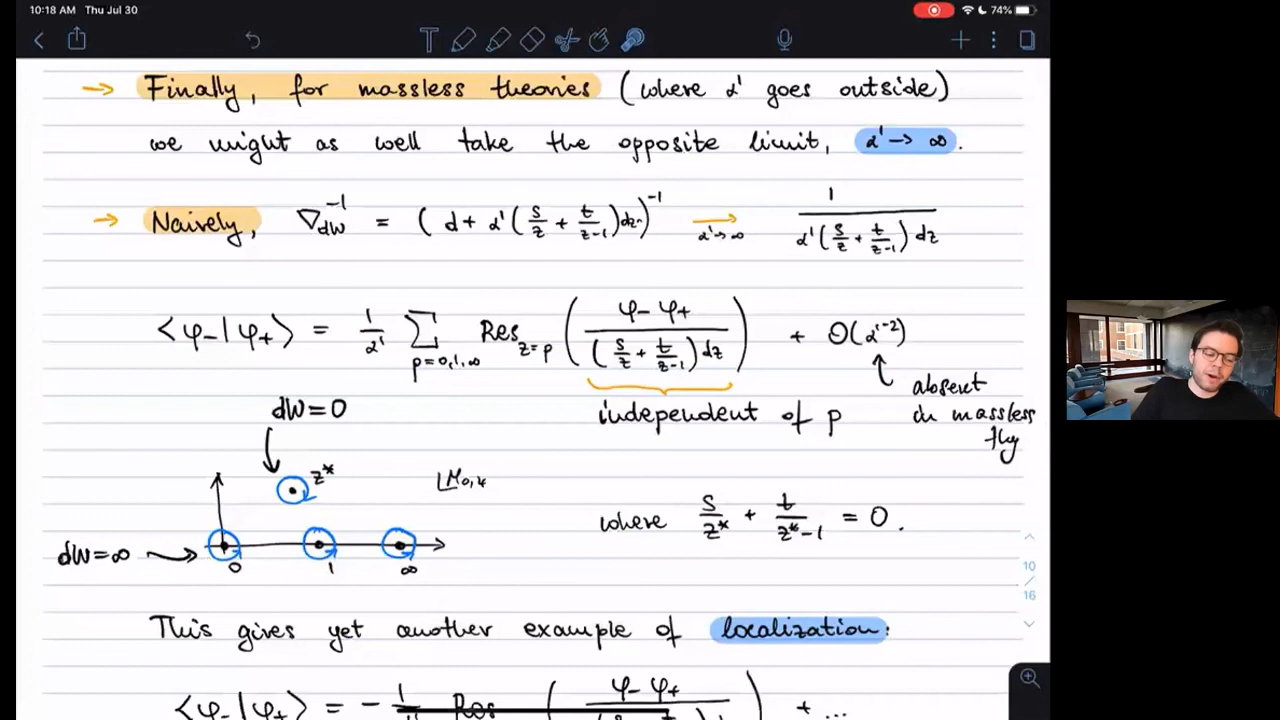 10:18 AM Thu Jul 30
74%
→ Finally, for massless theories (where α' goes outside)
we might as well take the opposite limit, α' → ∞.
→ Naively, ∇_dW^-1 = (d + α'(s/z + t/z-1)dz)^-1 →_{α'→∞} 1/α'(s/z + t/z-1)dz
⟨φ-|φ+⟩ = 1/α' Σ_{p=0,1,∞} Res_{z=p} (φ- φ+ / (s/z + t/z-1)dz) + O(α'^-2)
absent in massless thy
independent of p
dW=0
z*
M0,4
where s/z* + t/z*-1 = 0.
dW=∞
0 1 ∞
10 / 16
This gives yet another example of localization:
⟨φ-|φ+⟩ = - Res (φ- φ+) + ...